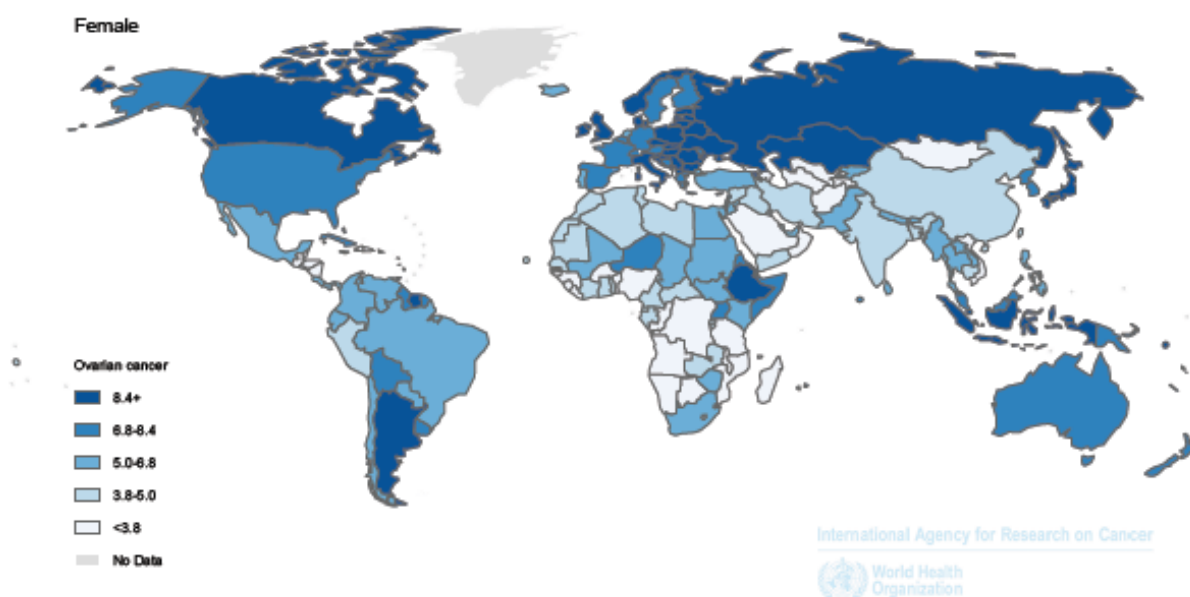 Female
Ovarian cancer
8.4+
6.8-8.4
5.0-6.8
3.8-5.0
<3.8
No Data
International Agency for Research on Cancer
World Health
Organization